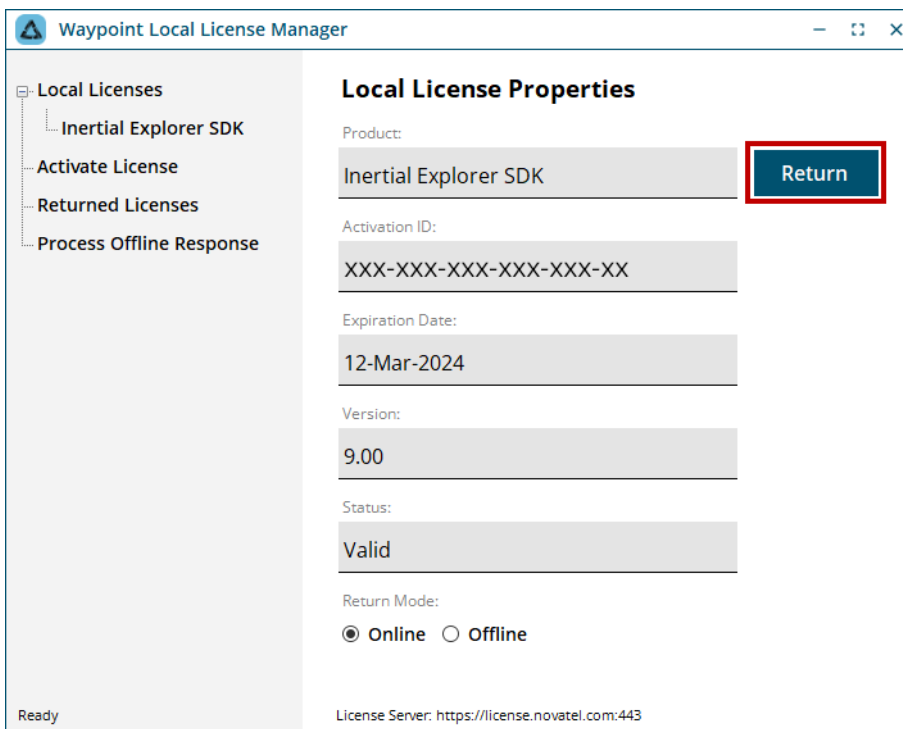 Waypoint Local License Manager
Local Licenses
Inertial Explorer SDK
Activate License
Returned Licenses
Process Offline Response
Local License Properties
Product:
Inertial Explorer SDK
Return
Activation ID:
XXX-XXX-XXX-XXX-XXX-XX
Expiration Date:
12-Mar-2024
Version:
9.00
Status:
Valid
Return Mode:
Online Offline
Ready
License Server: https://license.novatel.com:443